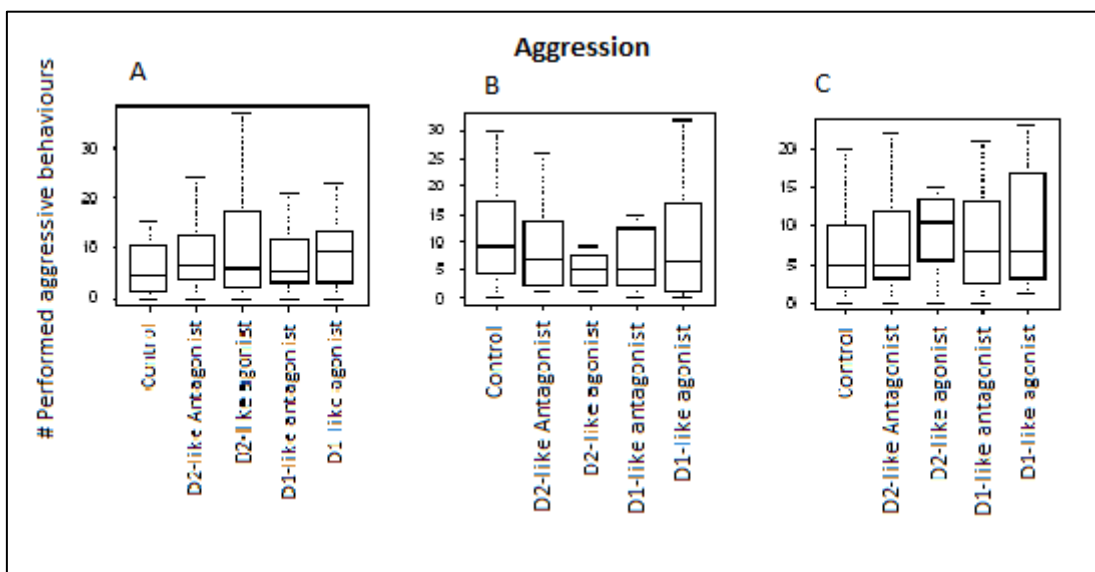 Aggression
# Performed aggressive behaviours
A
30
20
10
0
Control
D2-like Antagonist
D2-like agonist
D1-like antagonist
D1 like agonist
B
30
25
20
15
10
5
0
Control
D2-like Antagonist
D2-like agonist
D1-like antagonist
D1-like agonist
C
20
15
10
5
0
Control
D2-like Antagonist
D2-like agonist
D1-like antagonist
D1-like agonist